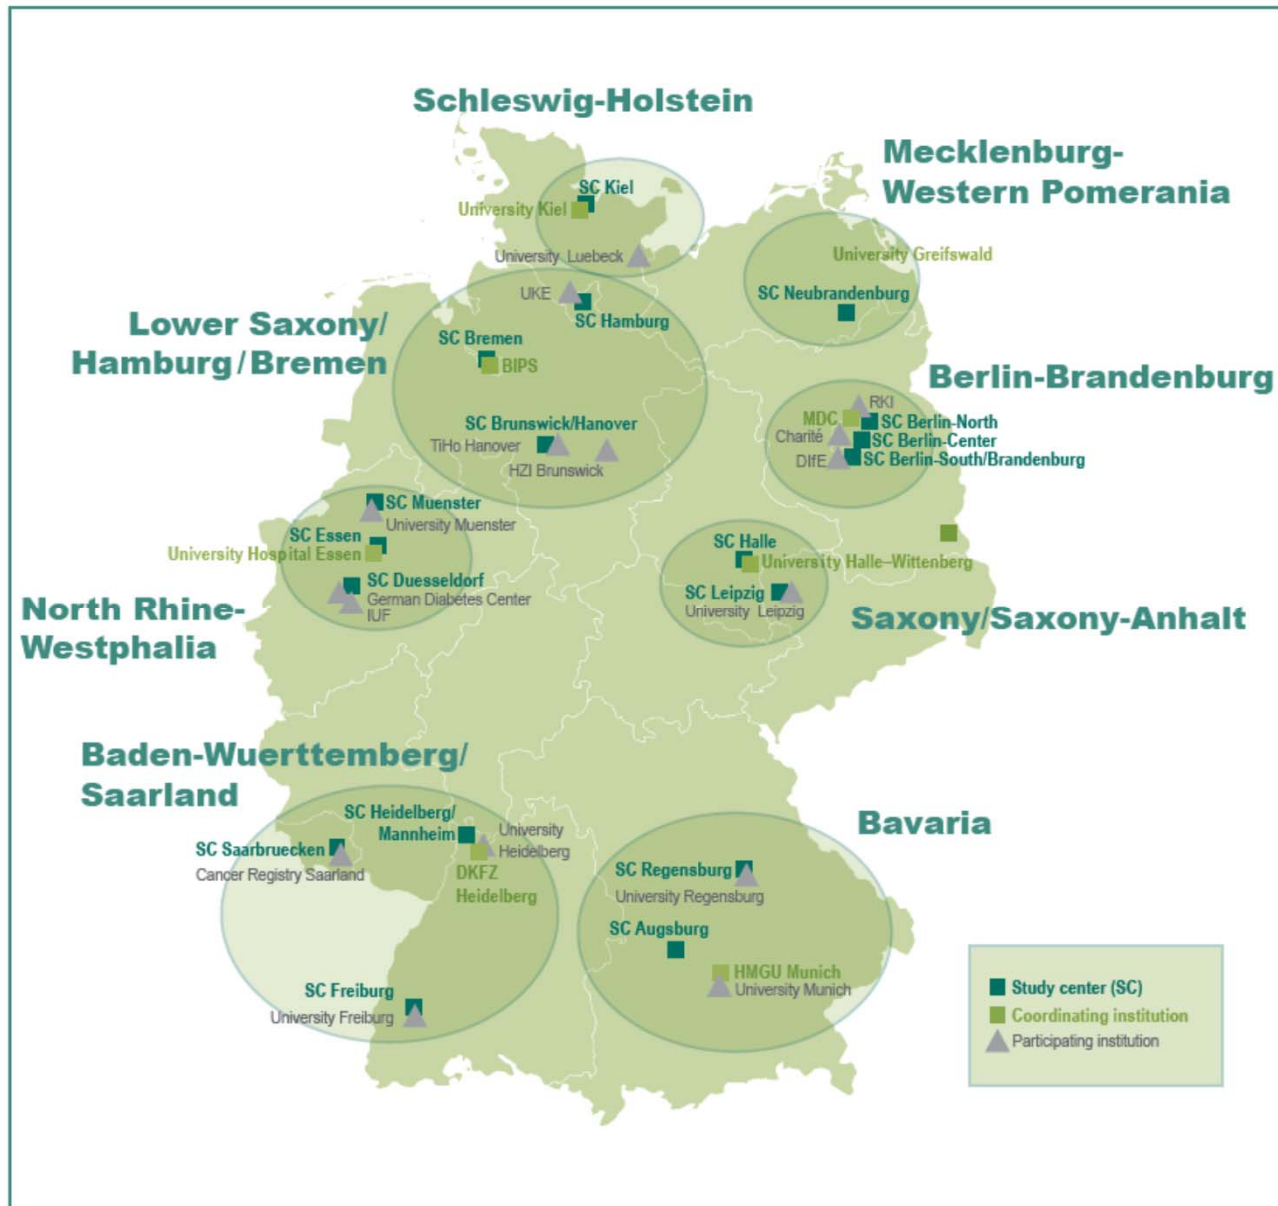 Schleswig-Holstein
Mecklenburg-
Western Pomerania
SC Kiel
University Kiel
University Luebeck
University Greifswald
SC Neubrandenburg
Lower Saxony/
Hamburg/Bremen
UKE
SC Hamburg
SC Bremen
BIPS
SC Brunswick/Hanover
TiHo Hanover
HZI Brunswick
Berlin-Brandenburg
RKI
MDC
SC Berlin-North
Charité
SC Berlin-Center
DIfE
SC Berlin-South/Brandenburg
SC Muenster
University Muenster
SC Essen
University Hospital Essen
SC Duesseldorf
German Diabetes Center
IUF
North Rhine-
Westphalia
SC Halle
University Halle–Wittenberg
SC Leipzig
University Leipzig
Saxony/Saxony-Anhalt
Baden-Wuerttemberg/
Saarland
SC Heidelberg/
Mannheim
University
Heidelberg
SC Saarbruecken
Cancer Registry Saarland
DKFZ
Heidelberg
SC Freiburg
University Freiburg
Bavaria
SC Regensburg
University Regensburg
SC Augsburg
HMGU Munich
University Munich
Study center (SC)
Coordinating institution
Participating institution